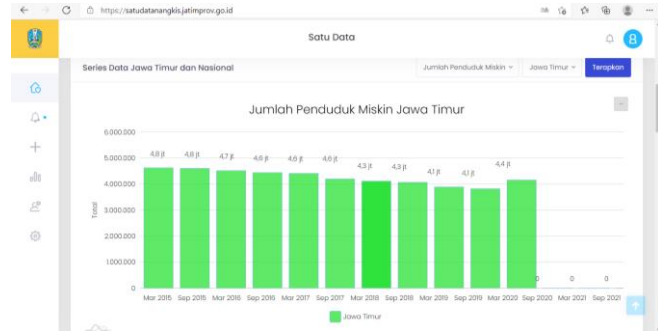 https://satudatanangkis.jatimprov.go.id
Satu Data
8
Series Data Jawa Timur dan Nasional
Jumlah Penduduk Miskin
Jawa Timur
Terapkan
Jumlah Penduduk Miskin Jawa Timur
6.000.000
5.000.000
4.000.000
3.000.000
2.000.000
1.000.000
0
Total
4,8 jt
4,8 jt
4,7 jt
4,6 jt
4,6 jt
4,6 jt
4,3 jt
4,3 jt
4,1 jt
4,1 jt
4,4 jt
0
0
0
Mar 2015
Sep 2015
Mar 2016
Sep 2016
Mar 2017
Sep 2017
Mar 2018
Sep 2018
Mar 2019
Sep 2019
Mar 2020
Sep 2020
Mar 2021
Sep 2021
Jawa Timur